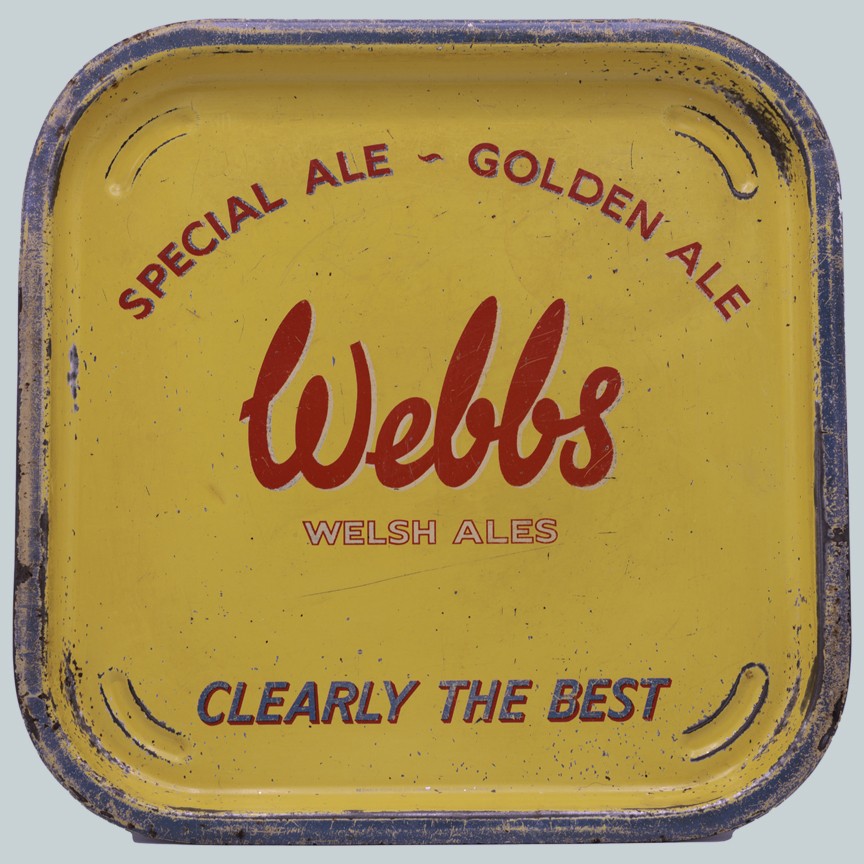 SPECIAL ALE ~ GOLDEN ALE
Webbs
WELSH ALES
CLEARLY THE BEST